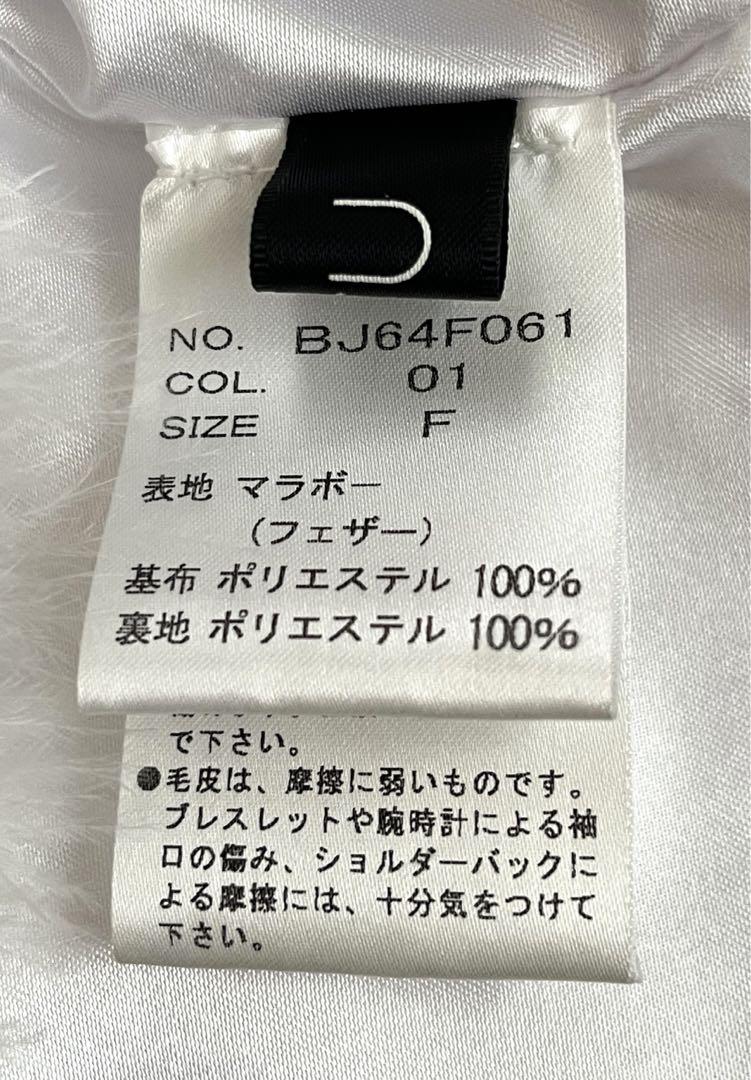 NO. BJ64F061
COL. 01
SIZE F
表地 マラボー
(フェザー)
基布 ポリエステル 100%
裏地 ポリエステル 100%
で下さい。
●毛皮は、摩擦に弱いものです。
ブレスレットや腕時計による袖
口の傷み、ショルダーバックに
よる摩擦には、十分気をつけて
下さい。